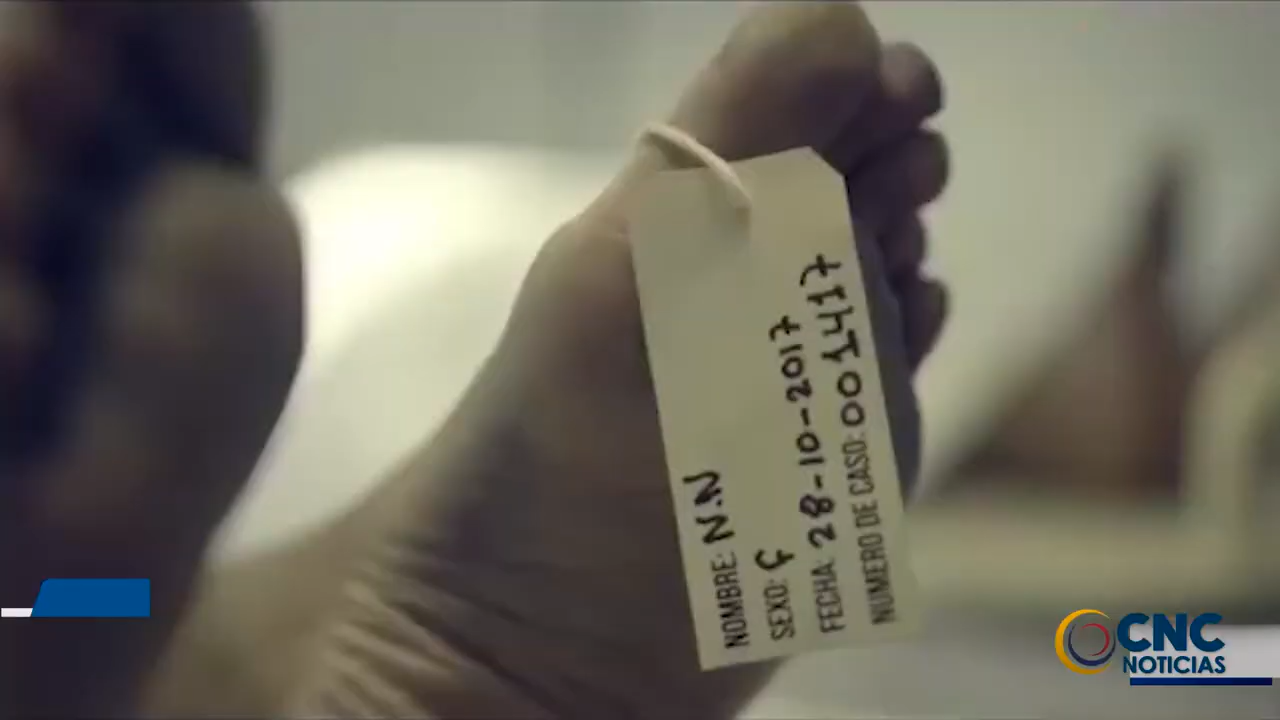 NOMBRE: N.N
SEXO: F
FECHA: 28-10-2017
NUMERO DE CASO: 001417
CNC
NOTICIAS